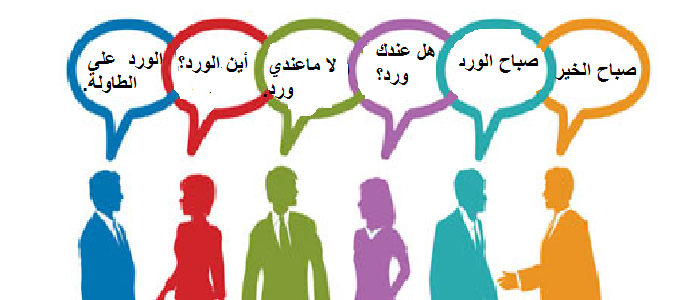 صباح الخير
صباح الورد
هل عندك
ورد؟
لا ماعندي
ورد.
أين الورد؟
الورد على
الطاولة.